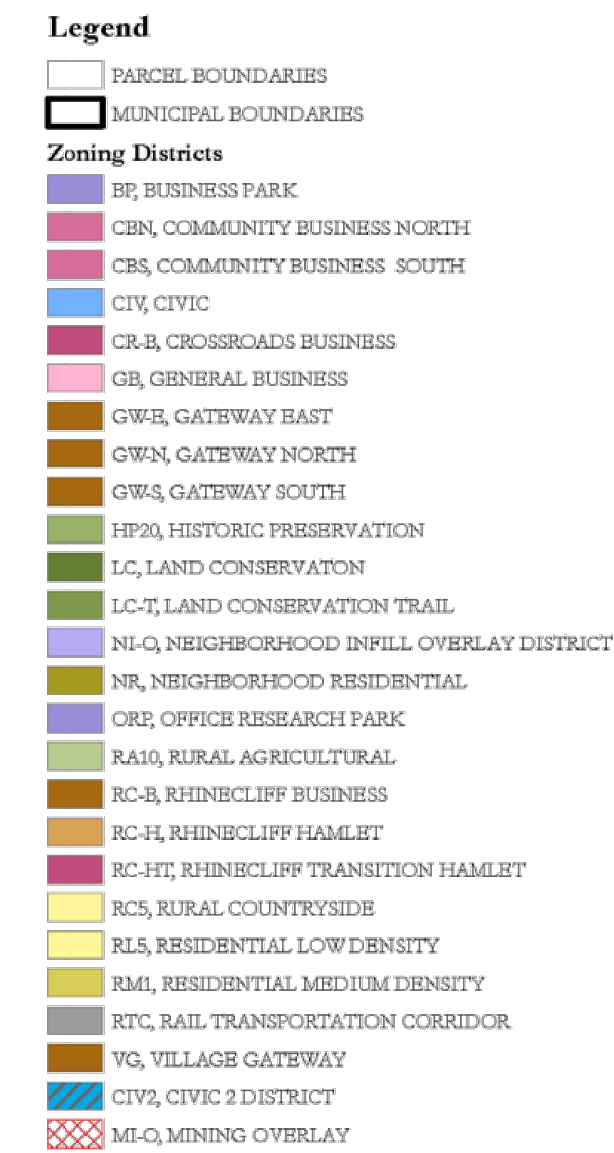 Legend
PARCEL BOUNDARIES
MUNICIPAL BOUNDARIES
Zoning Districts
BP, BUSINESS PARK
CBN, COMMUNITY BUSINESS NORTH
CBS, COMMUNITY BUSINESS SOUTH
CIV, CIVIC
CR-B, CROSSROADS BUSINESS
GB, GENERAL BUSINESS
GW-E, GATEWAY EAST
GW-N, GATEWAY NORTH
GW-S, GATEWAY SOUTH
HP20, HISTORIC PRESERVATION
LC, LAND CONSERVATON
LC-T, LAND CONSERVATION TRAIL
NI-O, NEIGHBORHOOD INFILL OVERLAY DISTRICT
NR, NEIGHBORHOOD RESIDENTIAL
ORP, OFFICE RESEARCH PARK
RA10, RURAL AGRICULTURAL
RC-B, RHINECLIFF BUSINESS
RC-H, RHINECLIFF HAMLET
RC-HT, RHINECLIFF TRANSITION HAMLET
RC5, RURAL COUNTRYSIDE
RL5, RESIDENTIAL LOW DENSITY
RM1, RESIDENTIAL MEDIUM DENSITY
RTC, RAIL TRANSPORTATION CORRIDOR
VG, VILLAGE GATEWAY
CIV2, CIVIC 2 DISTRICT
MI-O, MINING OVERLAY